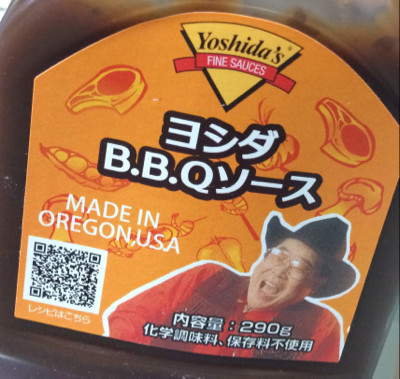 Yoshida's
FINE SAUCES
ヨシダ
B.B.Qソース
MADE IN
OREGON,U.S.A
レシピはこちら
内容量：290g
化学調味料、保存料不使用